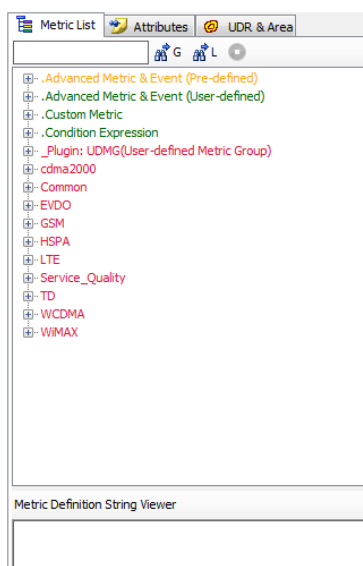 Metric List Attributes UDR & Area
G L
.Advanced Metric & Event (Pre-defined)
.Advanced Metric & Event (User-defined)
.Custom Metric
.Condition Expression
_Plugin: UDMG(User-defined Metric Group)
cdma2000
Common
EVDO
GSM
HSPA
LTE
Service_Quality
TD
WCDMA
WiMAX
Metric Definition String Viewer